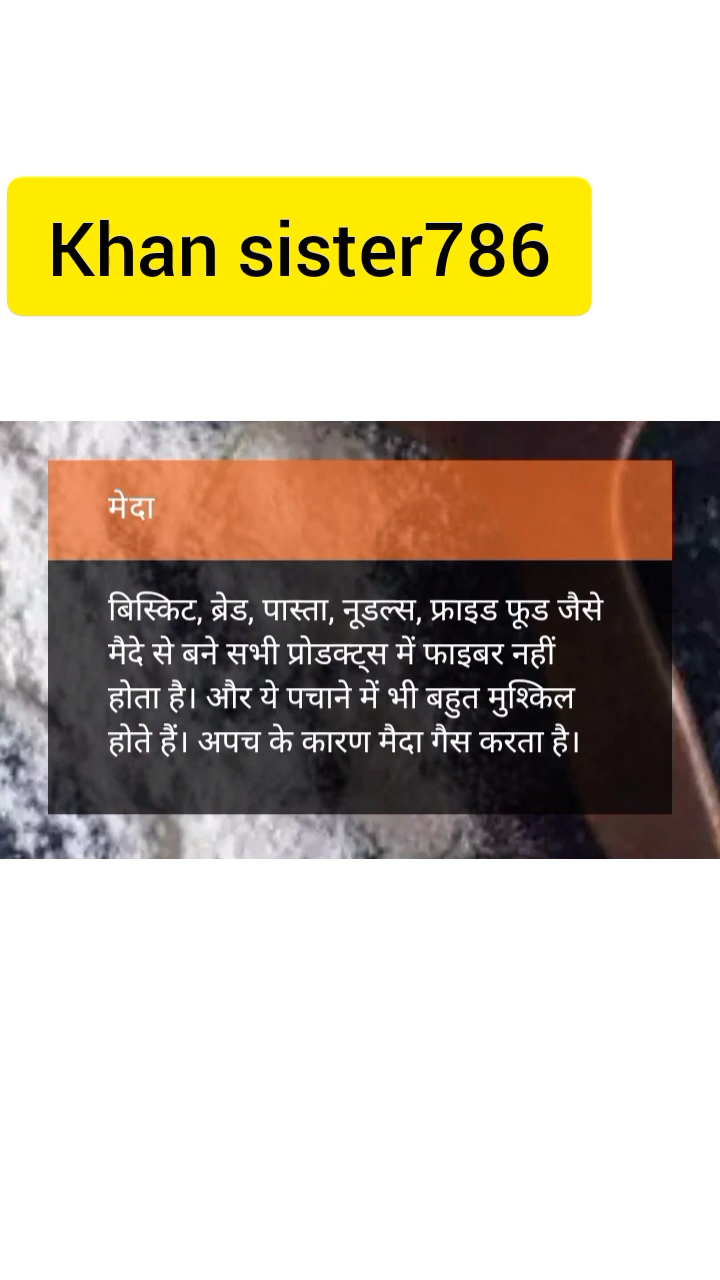 Khan sister786
मेदा
बिस्किट, ब्रेड, पास्ता, नूडल्स, फ्राइड फूड जैसे
मैदे से बने सभी प्रोडक्ट्स में फाइबर नहीं
होता है। और ये पचाने में भी बहुत मुश्किल
होते हैं। अपच के कारण मैदा गैस करता है।